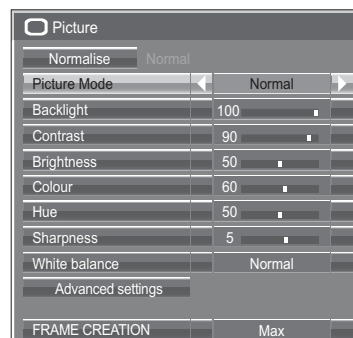 Picture
Normalise Normal
Picture Mode Normal
Backlight 100
Contrast 90
Brightness 50
Colour 60
Hue 50
Sharpness 5
White balance Normal
Advanced settings
FRAME CREATION Max